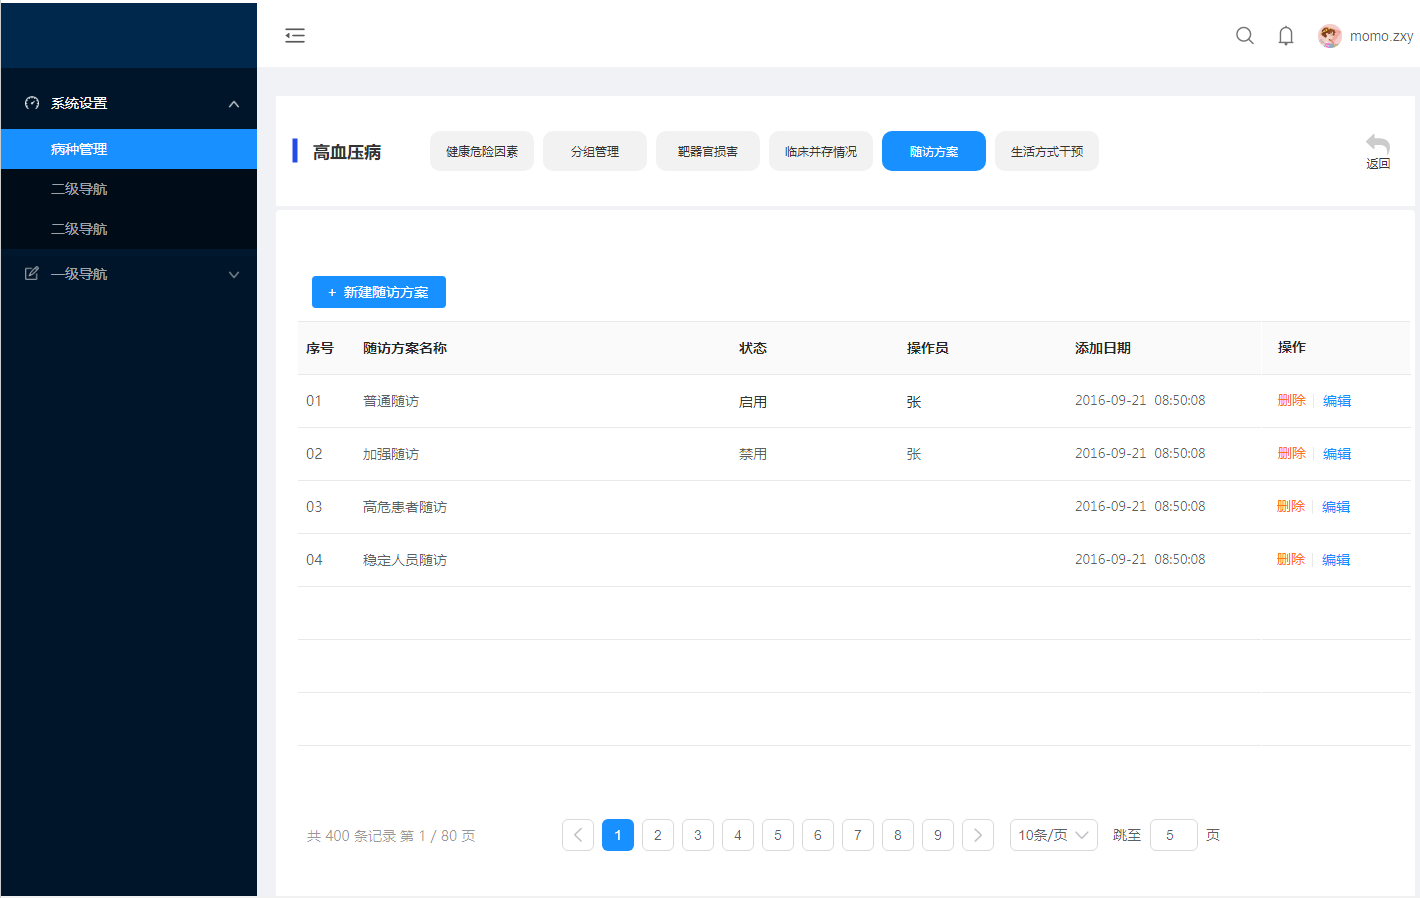 momo.zxy
系统设置
病种管理
二级导航
二级导航
一级导航
高血压病 健康危险因素 分组管理 靶器官损害 临床并存情况 随访方案 生活方式干预 返回
+ 新建随访方案
序号 随访方案名称 状态 操作员 添加日期 操作
01 普通随访 启用 张 2016-09-21 08:50:08 删除 编辑
02 加强随访 禁用 张 2016-09-21 08:50:08 删除 编辑
03 高危患者随访 2016-09-21 08:50:08 删除 编辑
04 稳定人员随访 2016-09-21 08:50:08 删除 编辑
共 400 条记录 第 1 / 80 页 1 2 3 4 5 6 7 8 9 10条/页 跳至 5 页